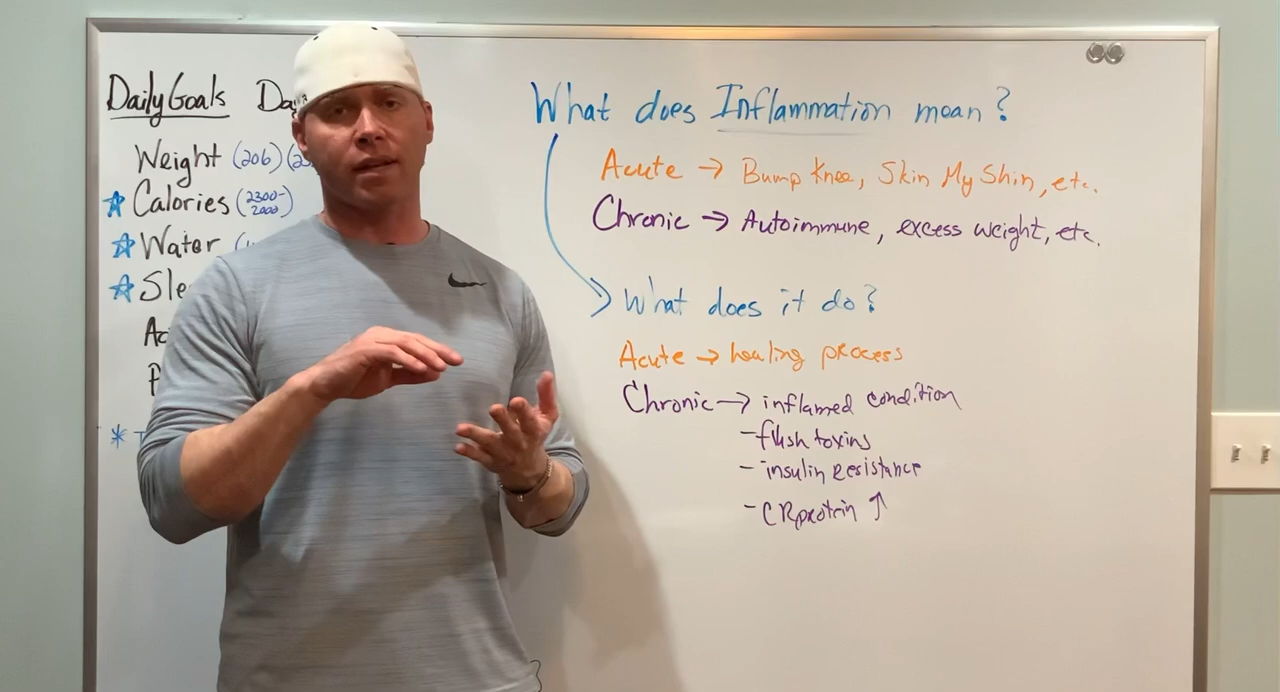 Daily Goals
Weight (206)
Calories (2300-2000)
Water
* 
What does Inflammation mean?
Acute → Bump Knee, Skin My Shin, etc.
Chronic → Autoimmune, excess weight, etc.
What does it do?
Acute → healing process
Chronic → inflamed condition
- flush toxins
- insulin resistance
- CRprotein ↑